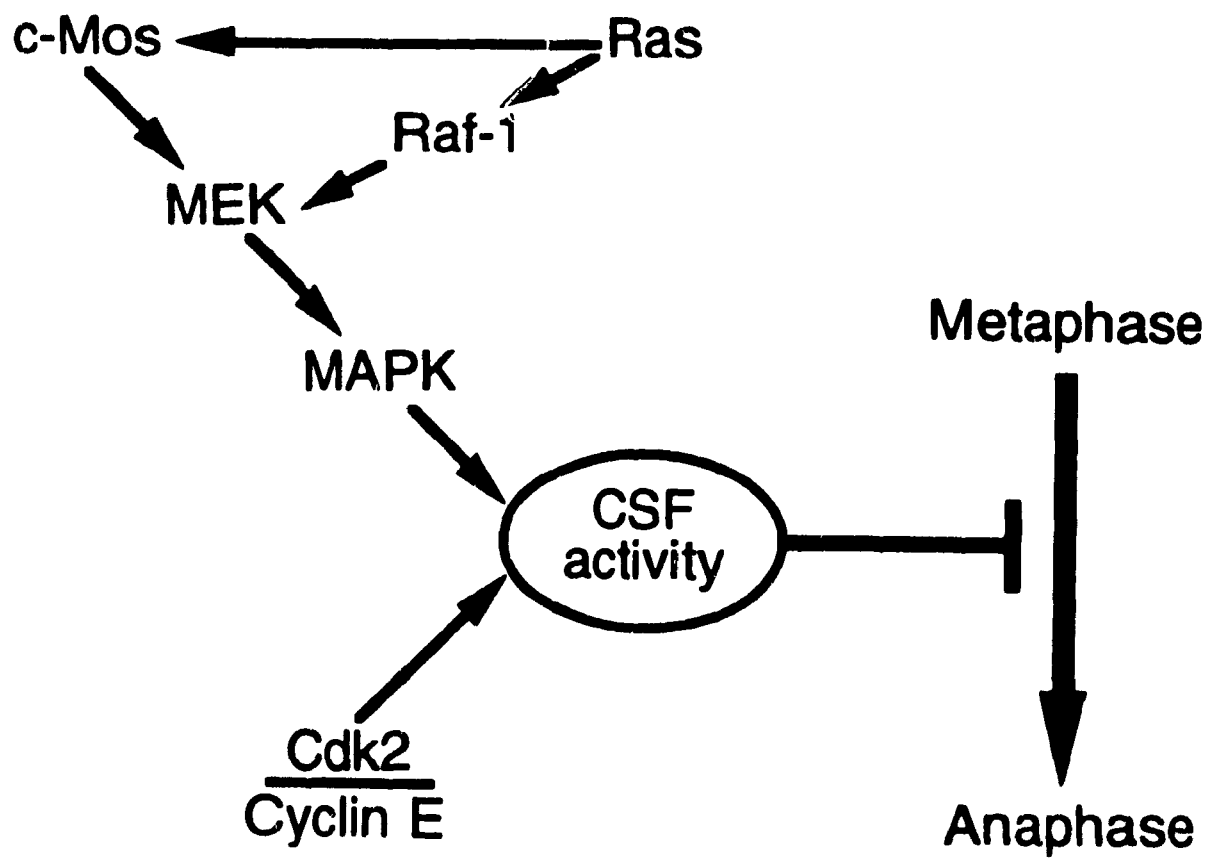 c-Mos
Ras
Raf-1
MEK
MAPK
Metaphase
CSF
activity
Cdk2
Cyclin E
Anaphase